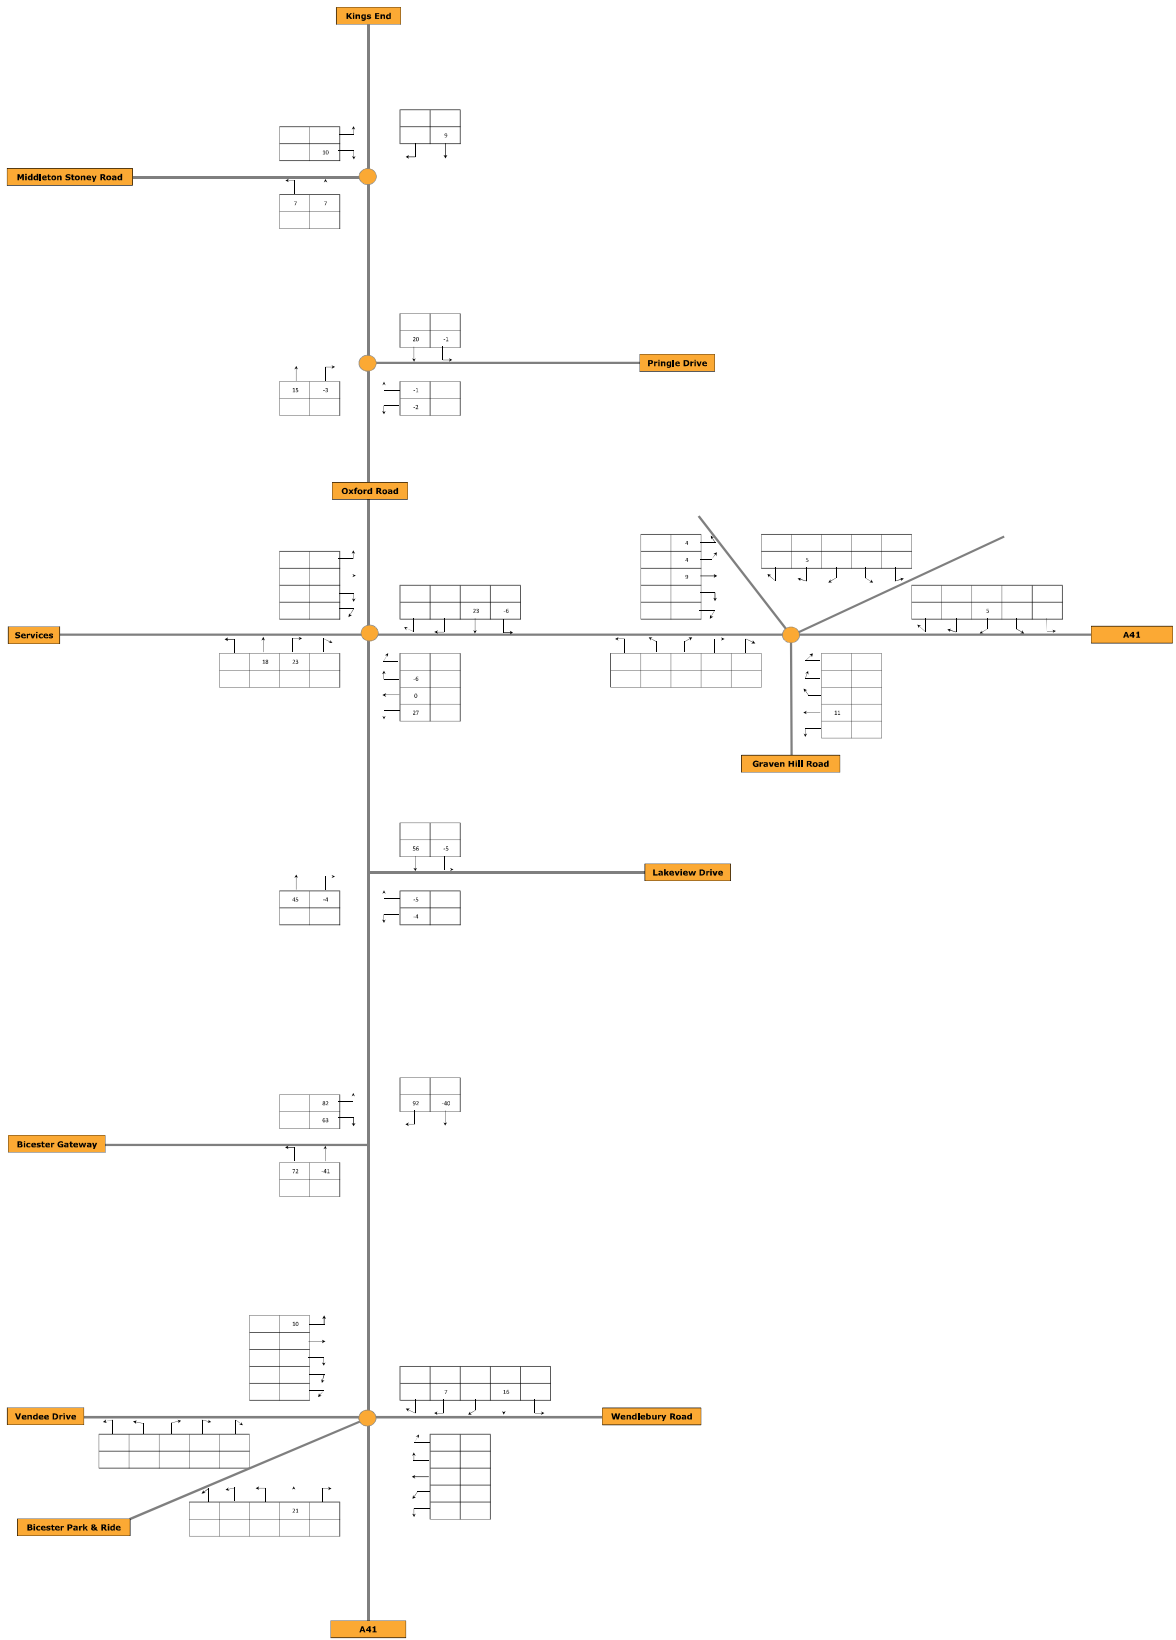 Kings End
9
10
Middleton Stoney Road
7 7
20 -1
Pringle Drive
15 -3
-1
-2
Oxford Road
4
4
5
9
23 -6
5
Services
A41
18 23
-6
0
27
11
Graven Hill Road
56 -5
Lakeview Drive
45 -4
-5
-4
82
92 -40
63
Bicester Gateway
72 -41
10
7 16
Vendee Drive
Wendlebury Road
21
Bicester Park & Ride
A41